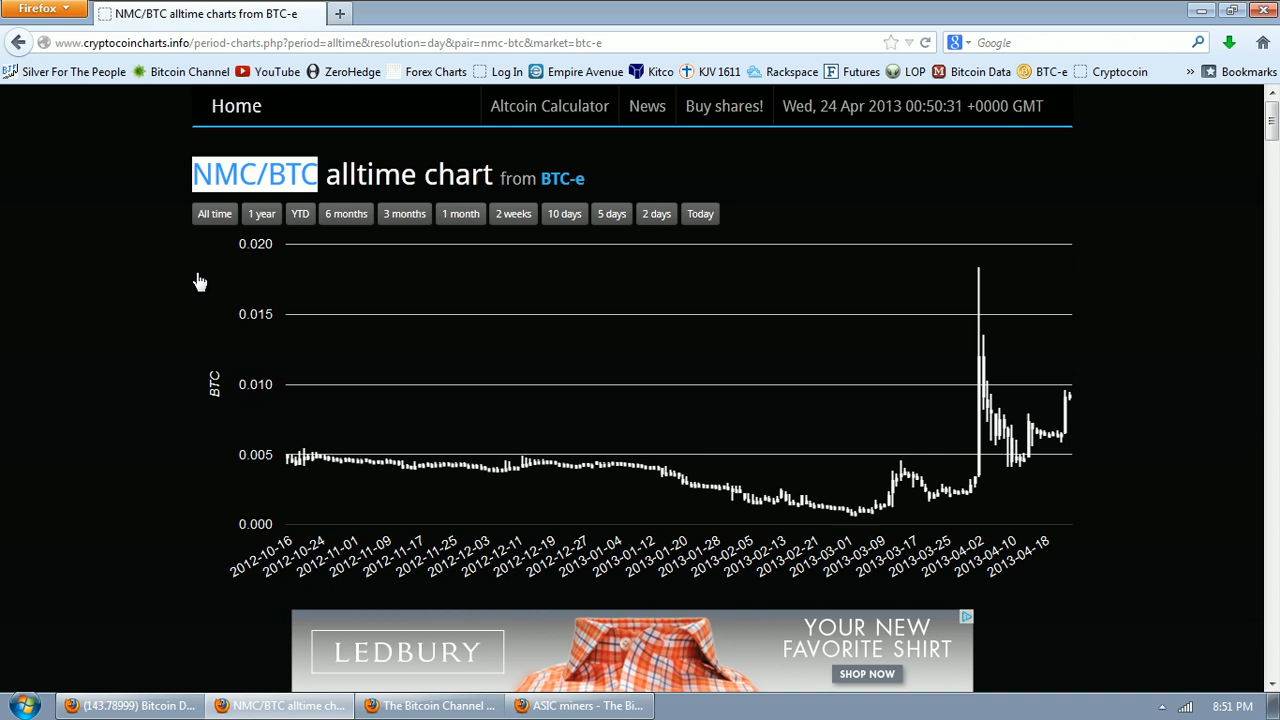 Firefox
NMC/BTC alltime charts from BTC-e
www.cryptocoincharts.info/period-charts.php?period=alltime&resolution=day&pair=nmc-btc&market=btc-e
Google
Silver For The People Bitcoin Channel YouTube ZeroHedge Forex Charts Log In Empire Avenue Kitco KJV 1611 Rackspace Futures LOP Bitcoin Data BTC-e Cryptocoin » Bookmarks
Home Altcoin Calculator News Buy shares! Wed, 24 Apr 2013 00:50:31 +0000 GMT
NMC/BTC alltime chart from BTC-e
All time 1 year YTD 6 months 3 months 1 month 2 weeks 10 days 5 days 2 days Today
0.020
0.015
0.010
0.005
0.000
BTC
2012-10-16 2012-10-24 2012-11-01 2012-11-09 2012-11-17 2012-11-25 2012-12-03 2012-12-11 2012-12-19 2012-12-27 2013-01-04 2013-01-12 2013-01-20 2013-01-28 2013-02-05 2013-02-13 2013-02-21 2013-03-01 2013-03-09 2013-03-17 2013-03-25 2013-04-02 2013-04-10 2013-04-18
LEDBURY
YOUR NEW
FAVORITE SHIRT
SHOP NOW
(143.78999) Bitcoin D... NMC/BTC alltime ch... The Bitcoin Channel ... ASIC miners - The Bi... 8:51 PM